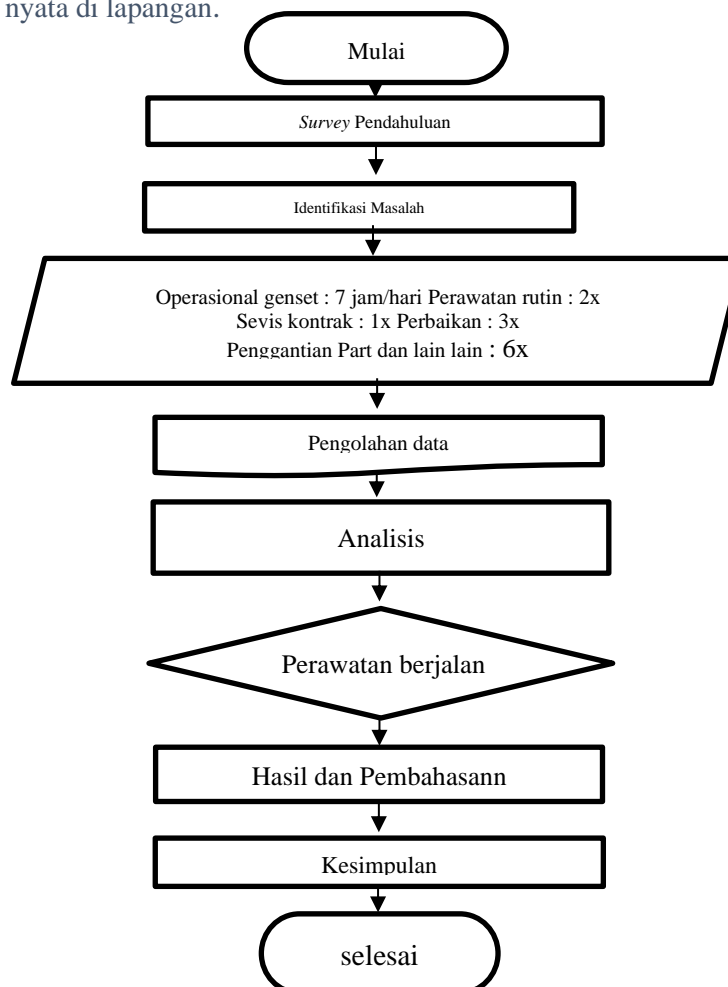 nyata di lapangan.
Mulai
Survey Pendahuluan
Identifikasi Masalah
Operasional genset : 7 jam/hari Perawatan rutin : 2x
Sevis kontrak : 1x Perbaikan : 3x
Penggantian Part dan lain lain : 6x
Pengolahan data
Analisis
Perawatan berjalan
Hasil dan Pembahasann
Kesimpulan
selesai